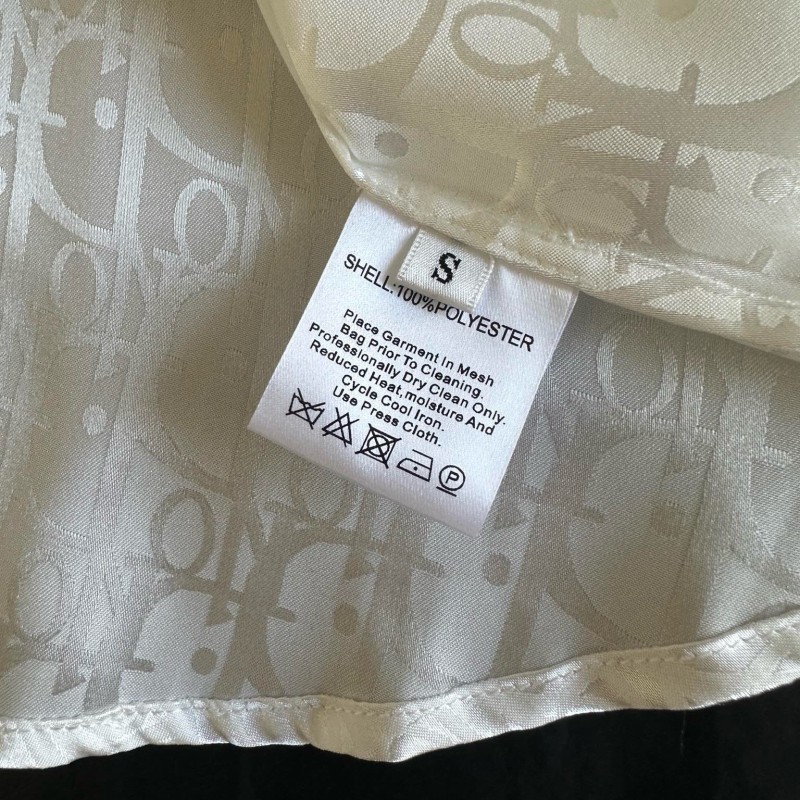 S
SHELL:100%POLYESTER
Place Garment in Mesh
Bag Prior To Cleaning.
Professionally Dry Clean Only.
Reduced Heat,moisture And
Cycle Cool Iron.
Use Press Cloth.
P